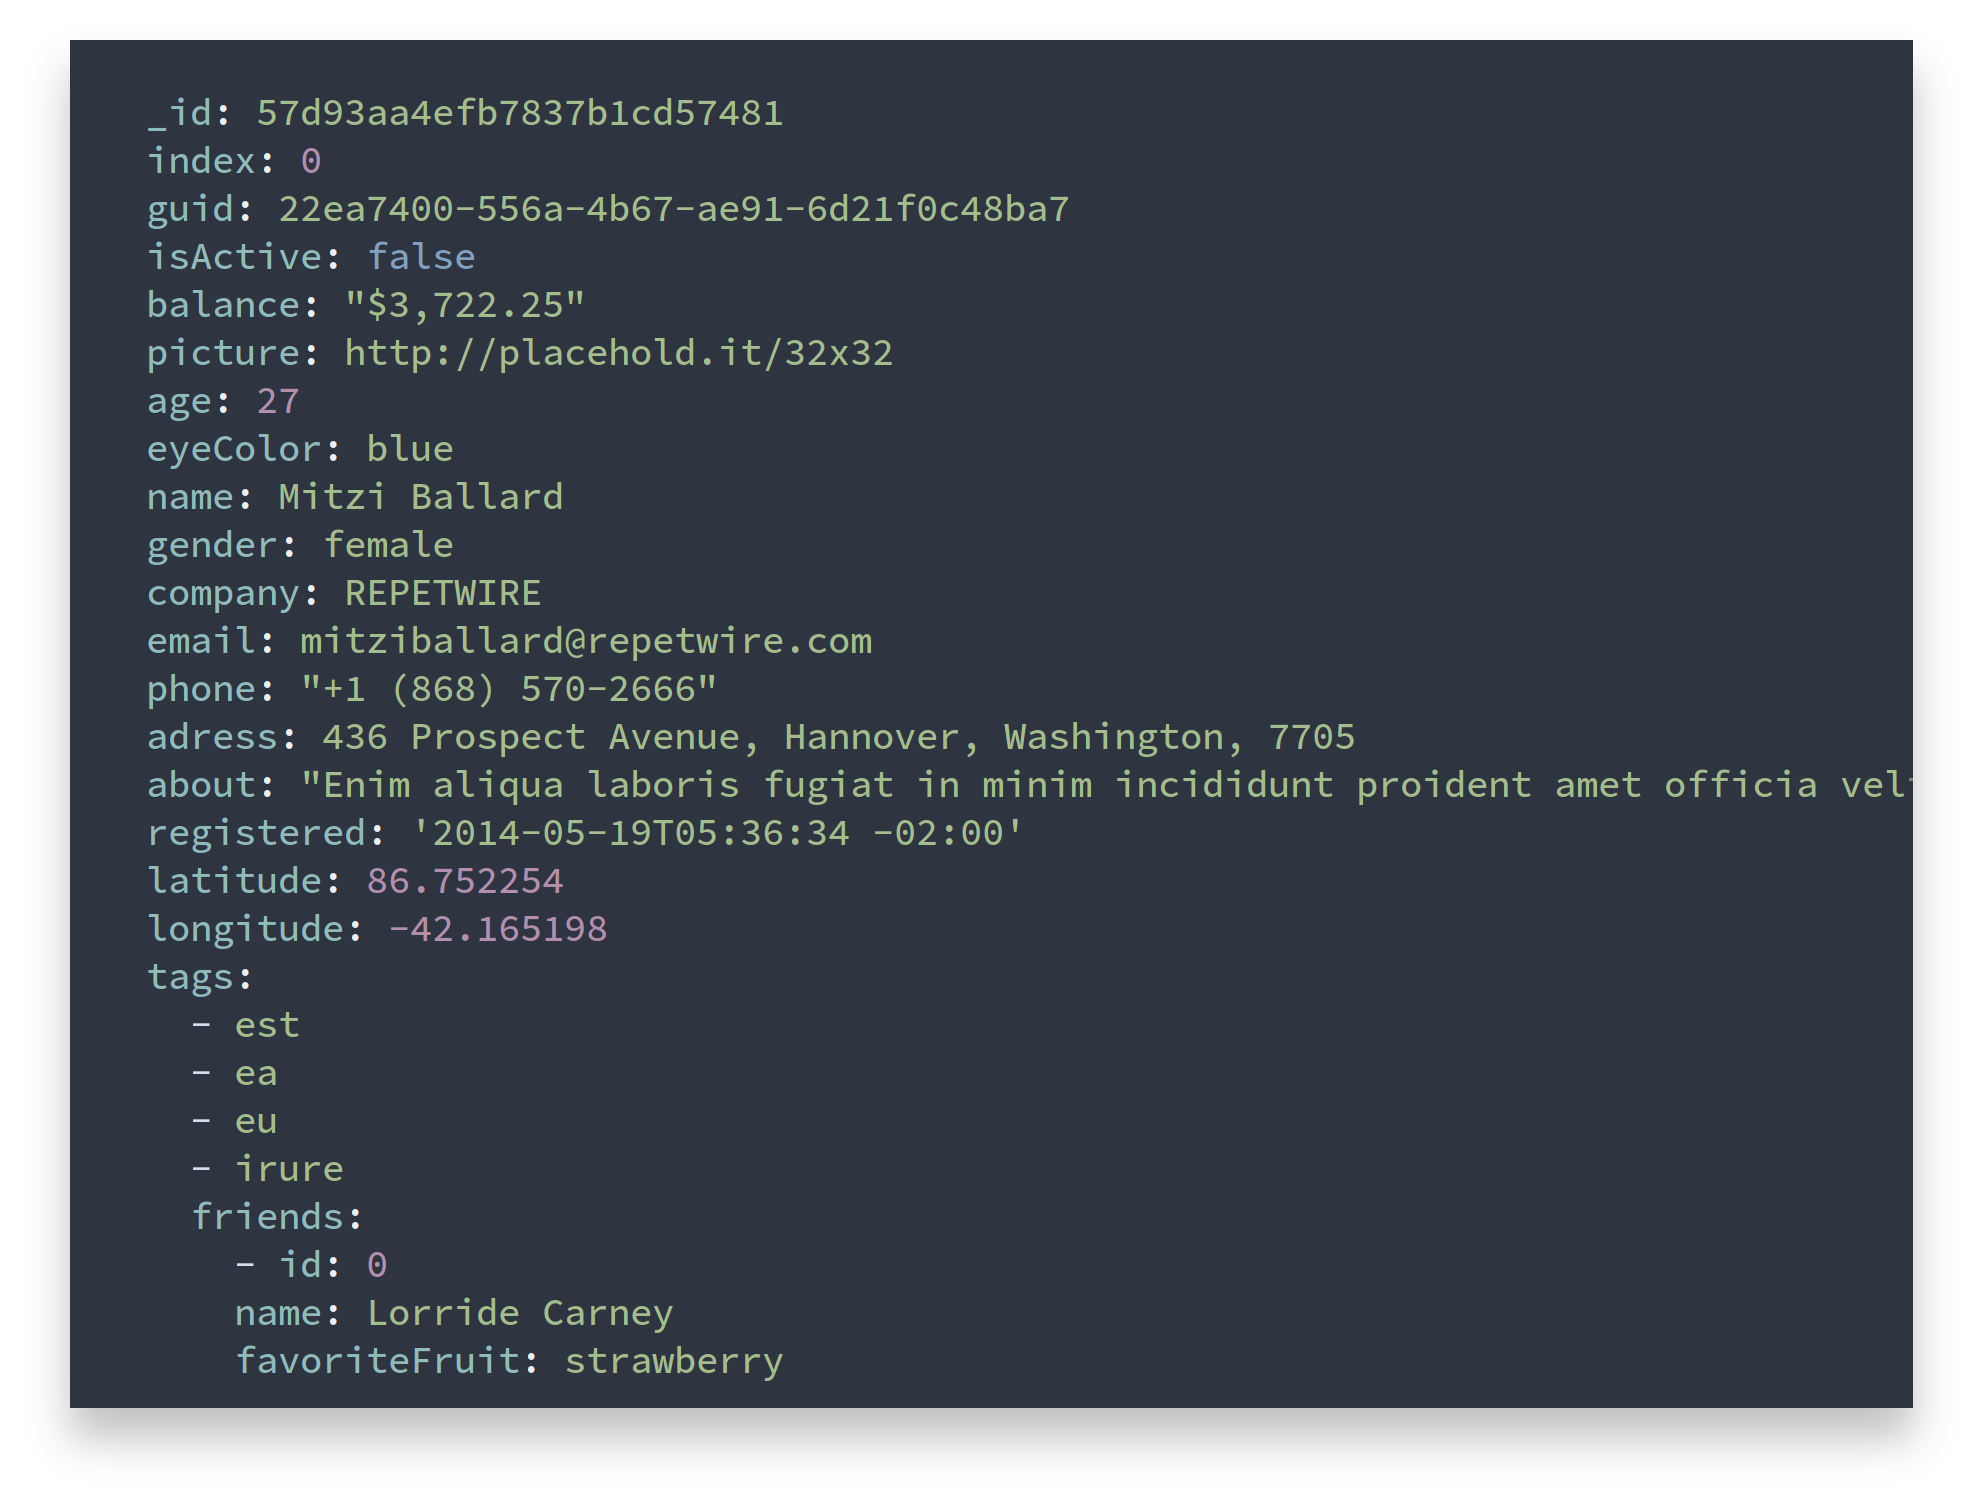 _id: 57d93aa4efb7837b1cd57481
index: 0
guid: 22ea7400-556a-4b67-ae91-6d21f0c48ba7
isActive: false
balance: "$3,722.25"
picture: http://placehold.it/32x32
age: 27
eyeColor: blue
name: Mitzi Ballard
gender: female
company: REPETWIRE
email: mitziballard@repetwire.com
phone: "+1 (868) 570-2666"
adress: 436 Prospect Avenue, Hannover, Washington, 7705
about: "Enim aliqua laboris fugiat in minim incididunt proident amet officia
registered: '2014-05-19T05:36:34 -02:00'
latitude: 86.752254
longitude: -42.165198
tags:
  - est
  - ea
  - eu
  - irure
  friends:
    - id: 0
    name: Lorride Carney
    favoriteFruit: strawberry